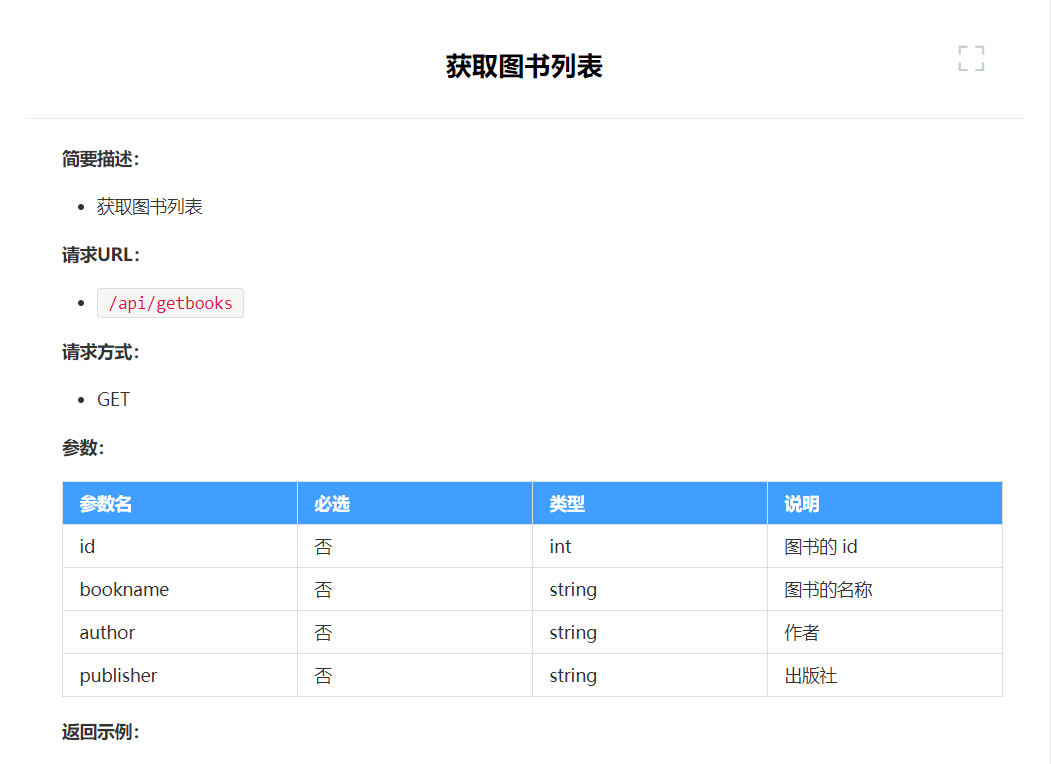 获取图书列表
简要描述：
获取图书列表
请求URL：
/api/getbooks
请求方式：
GET
参数：
参数名 必选 类型 说明
id 否 int 图书的 id
bookname 否 string 图书的名称
author 否 string 作者
publisher 否 string 出版社
返回示例：